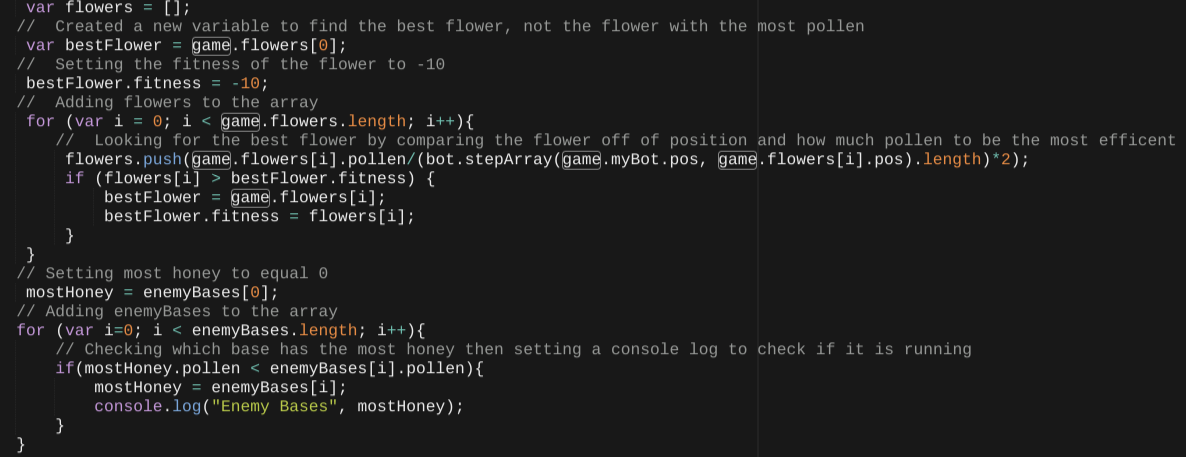 var flowers = [];
//  Created a new variable to find the best flower, not the flower with the most pollen
var bestFlower = game.flowers[0];
//  Setting the fitness of the flower to -10
bestFlower.fitness = -10;
//  Adding flowers to the array
for (var i = 0; i < game.flowers.length; i++){
//  Looking for the best flower by comparing the flower off of position and how much pollen to be the most efficent
flowers.push(game.flowers[i].pollen/(bot.stepArray(game.myBot.pos, game.flowers[i].pos).length)*2);
if (flowers[i] > bestFlower.fitness) {
bestFlower = game.flowers[i];
bestFlower.fitness = flowers[i];
}
}
// Setting most honey to equal 0
mostHoney = enemyBases[0];
// Adding enemyBases to the array
for (var i=0; i < enemyBases.length; i++){
// Checking which base has the most honey then setting a console log to check if it is running
if(mostHoney.pollen < enemyBases[i].pollen){
mostHoney = enemyBases[i];
console.log("Enemy Bases", mostHoney);
}
}